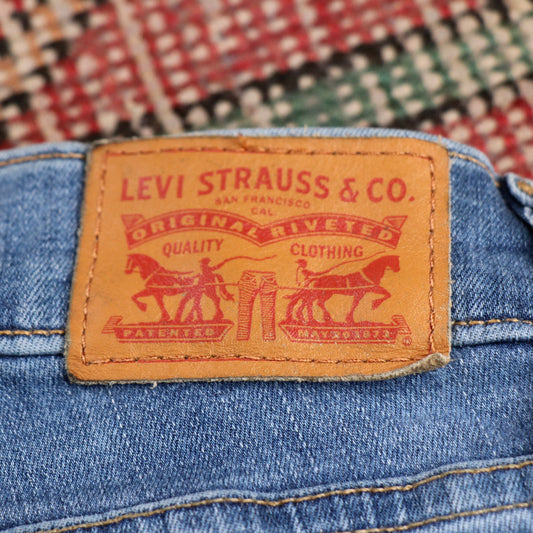 LEVI STRAUSS & CO.
SAN FRANCISCO
CAL.
ORIGINAL RIVETED
QUALITY CLOTHING
PATENTED MAY 20 1873
®